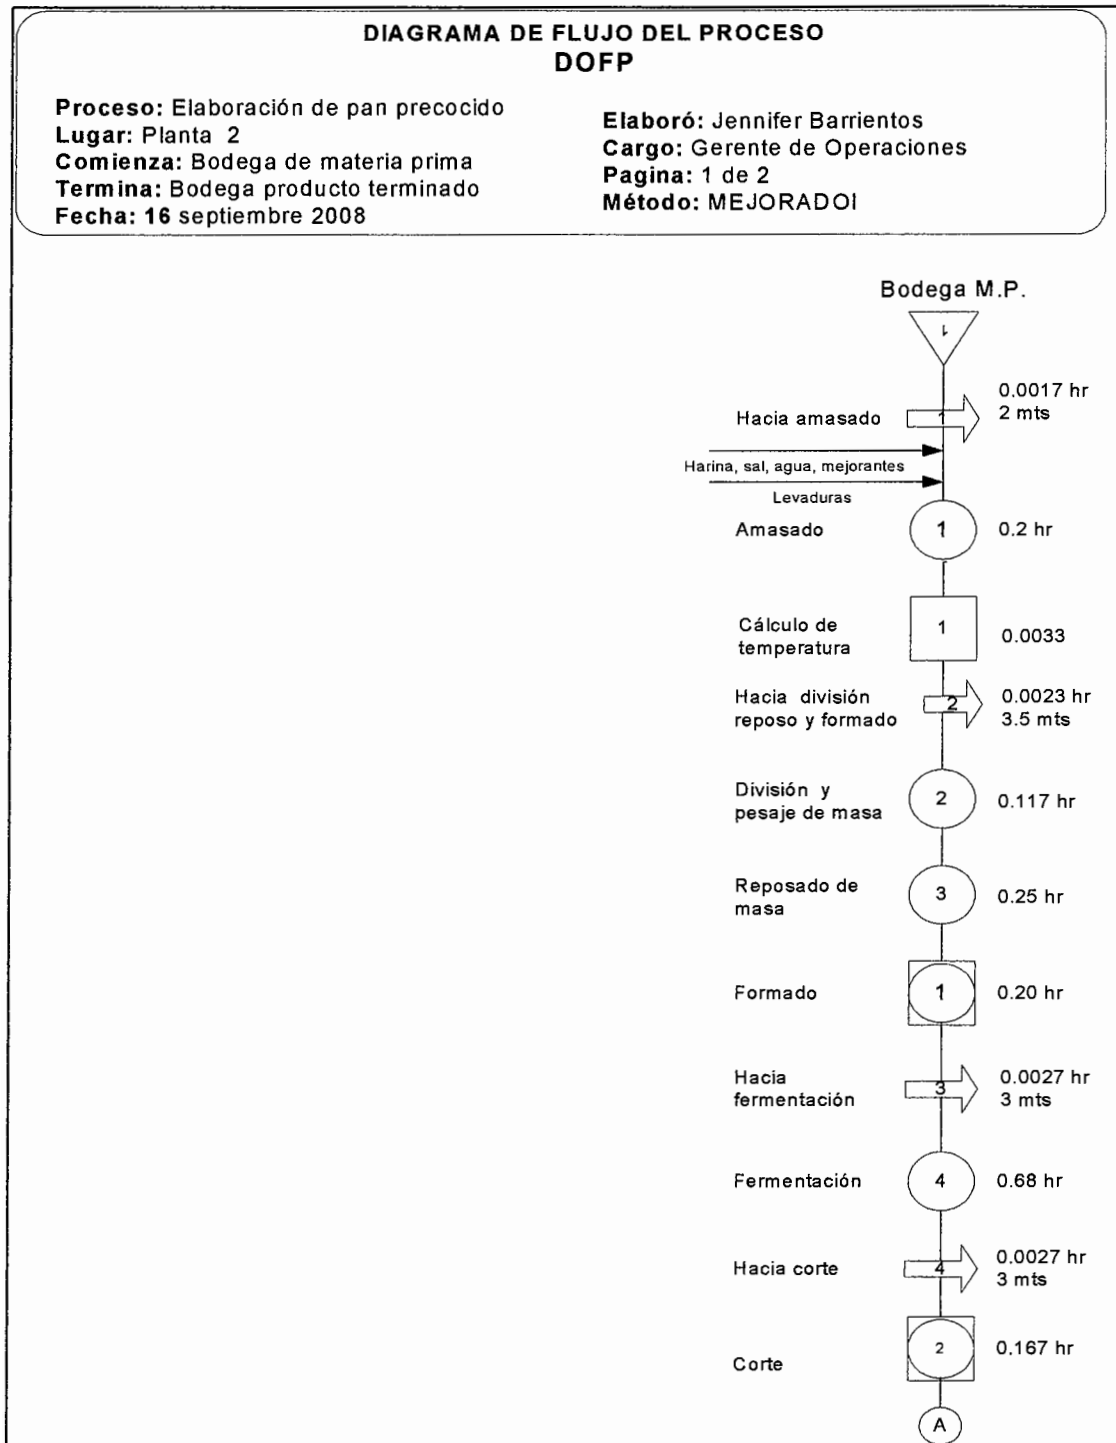 DIAGRAMA DE FLUJO DEL PROCESO
DOFP
Proceso: Elaboración de pan precocido
Lugar: Planta 2
Comienza: Bodega de materia prima
Termina: Bodega producto terminado
Fecha: 16 septiembre 2008
Elaboró: Jennifer Barrientos
Cargo: Gerente de Operaciones
Pagina: 1 de 2
Método: MEJORADOI
Bodega M.P.
1
Hacia amasado
1
0.0017 hr
2 mts
Harina, sal, agua, mejorantes
Levaduras
Amasado
1
0.2 hr
Cálculo de
temperatura
1
0.0033
Hacia división
reposo y formado
2
0.0023 hr
3.5 mts
División y
pesaje de masa
2
0.117 hr
Reposado de
masa
3
0.25 hr
Formado
1
0.20 hr
Hacia
fermentación
3
0.0027 hr
3 mts
Fermentación
4
0.68 hr
Hacia corte
4
0.0027 hr
3 mts
Corte
2
0.167 hr
A